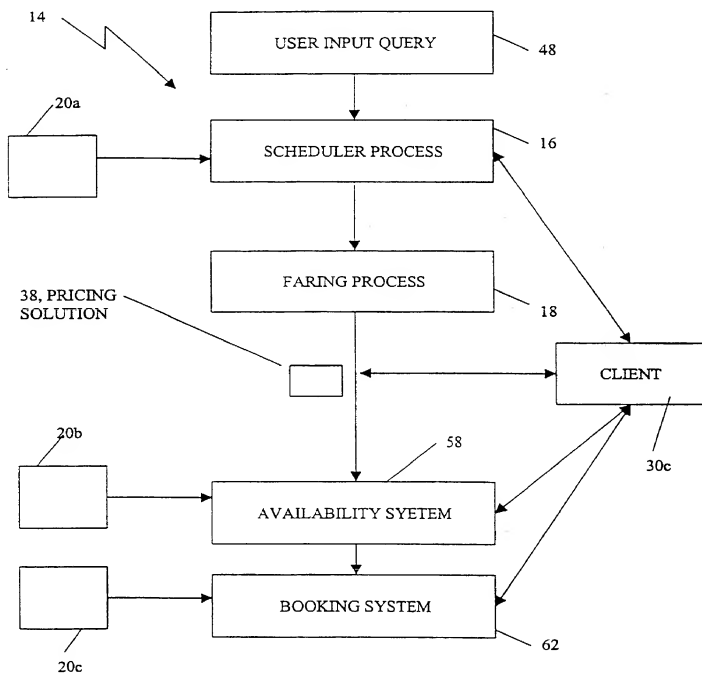 14
USER INPUT QUERY
48
20a
SCHEDULER PROCESS
16
FARING PROCESS
18
38, PRICING
SOLUTION
CLIENT
30c
20b
58
AVAILABILITY SYETEM
BOOKING SYSTEM
20c
62